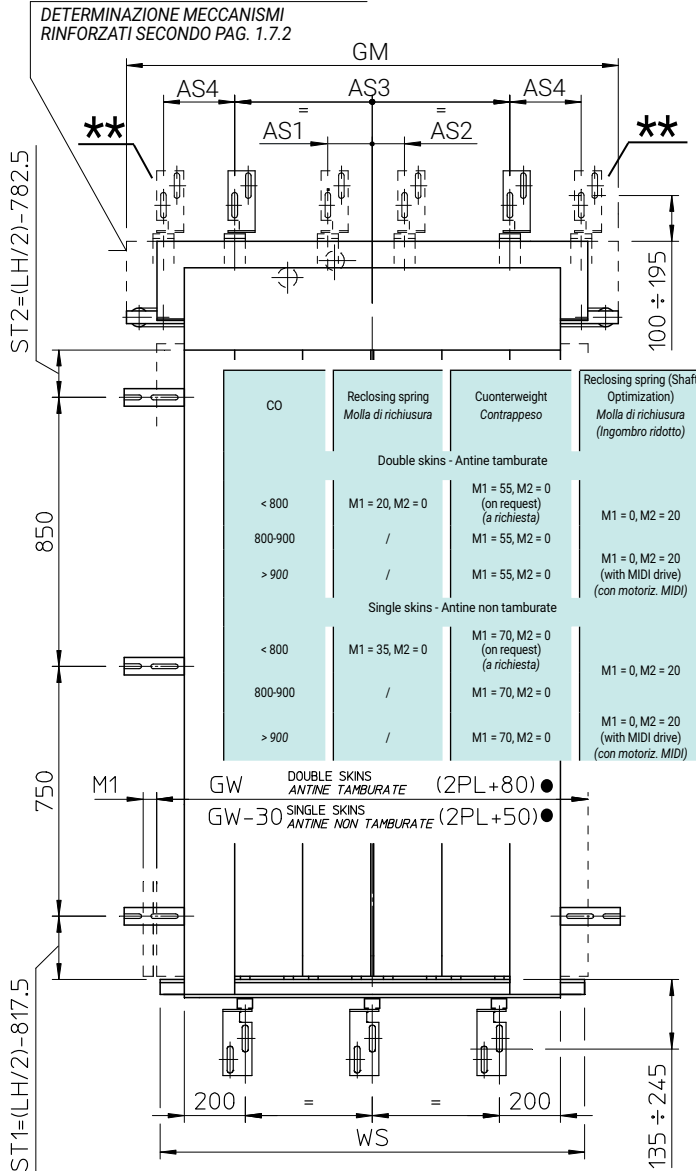 DETERMINAZIONE MECCANISMI
RINFORZATI SECONDO PAG. 1.7.2
GM
AS4
AS3
AS4
=
=
AS1
AS2
**
**
ST2=(LH/2)-782.5
100÷195
850
750
CO
Reclosing spring
Molla di richiusura
Cuonterweight
Contrappeso
Reclosing spring (Shaft
Optimization)
Molla di richiusura
(Ingombro ridotto)
Double skins - Antine tamburate
< 800
M1 = 20, M2 = 0
M1 = 55, M2 = 0
(on request)
(a richiesta)
M1 = 0, M2 = 20
800-900
/
M1 = 55, M2 = 0
> 900
/
M1 = 55, M2 = 0
M1 = 0, M2 = 20
(with MIDI drive)
(con motoriz. MIDI)
Single skins - Antine non tamburate
< 800
M1 = 35, M2 = 0
M1 = 70, M2 = 0
(on request)
(a richiesta)
M1 = 0, M2 = 20
800-900
/
M1 = 70, M2 = 0
> 900
/
M1 = 70, M2 = 0
M1 = 0, M2 = 20
(with MIDI drive)
(con motoriz. MIDI)
M1
GW DOUBLE SKINS ANTINE TAMBURATE (2PL+80) ●
GW-30 SINGLE SKINS ANTINE NON TAMBURATE (2PL+50) ●
ST1=(LH/2)-817.5
135÷245
200
=
=
200
WS